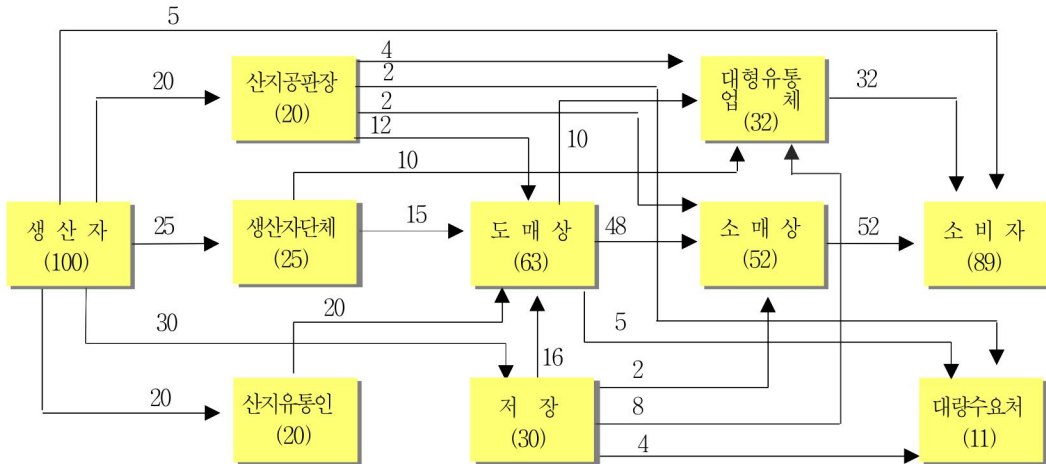 5
20
산지공판장
(20)
4
2
2
12
대형유통
업 체
(32)
32
10
10
생 산 자
(100)
25
생산자단체
(25)
15
도 매 상
(63)
48
소 매 상
(52)
52
소 비 자
(89)
30
20
5
16
20
산지유통인
(20)
저 장
(30)
2
8
4
대량수요처
(11)